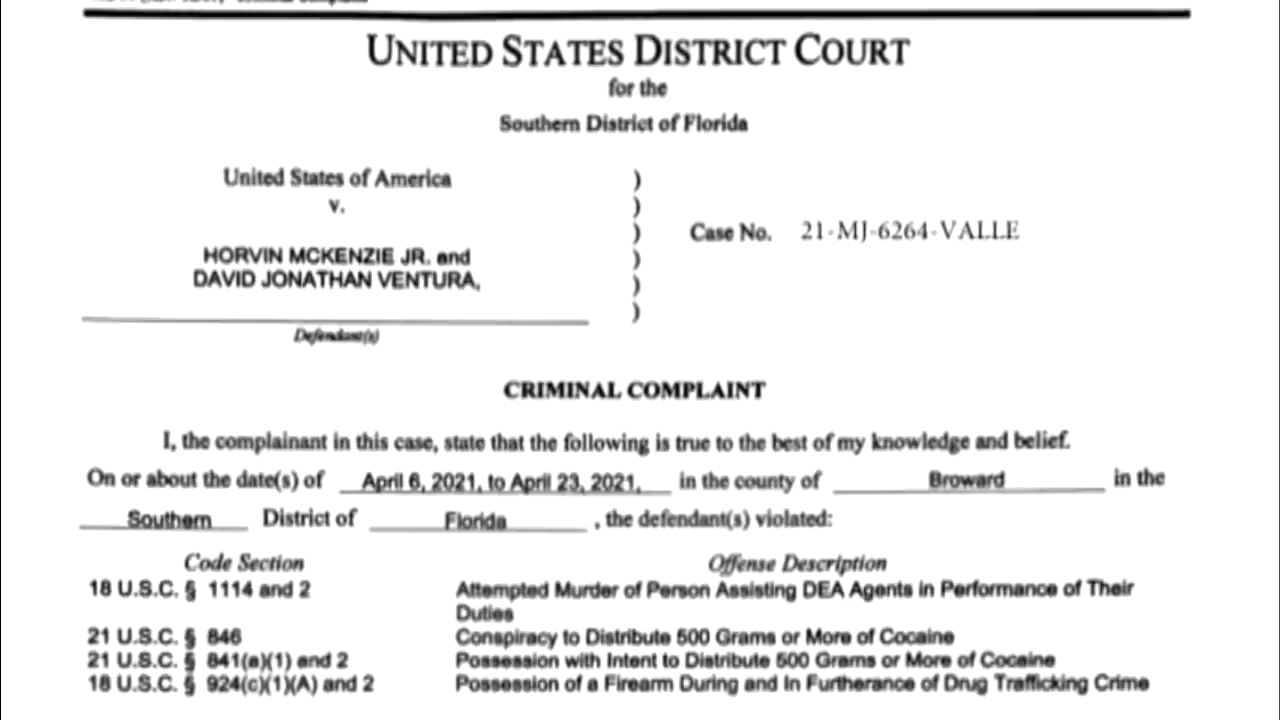 UNITED STATES DISTRICT COURT
for the
Southern District of Florida
United States of America
v.
HORVIN MCKENZIE JR. and
DAVID JONATHAN VENTURA,
Defendant(s)
)
)
)
)
)
)
Case No. 21-MJ-6264-VALLE
CRIMINAL COMPLAINT
I, the complainant in this case, state that the following is true to the best of my knowledge and belief.
On or about the date(s) of April 6, 2021, to April 23, 2021, in the county of Broward in the
Southern District of Florida , the defendant(s) violated:
Code Section Offense Description
18 U.S.C. § 1114 and 2 Attempted Murder of Person Assisting DEA Agents in Performance of Their
Duties
21 U.S.C. § 846 Conspiracy to Distribute 500 Grams or More of Cocaine
21 U.S.C. § 841(a)(1) and 2 Possession with Intent to Distribute 500 Grams or More of Cocaine
18 U.S.C. § 924(c)(1)(A) and 2 Possession of a Firearm During and In Furtherance of Drug Trafficking Crime